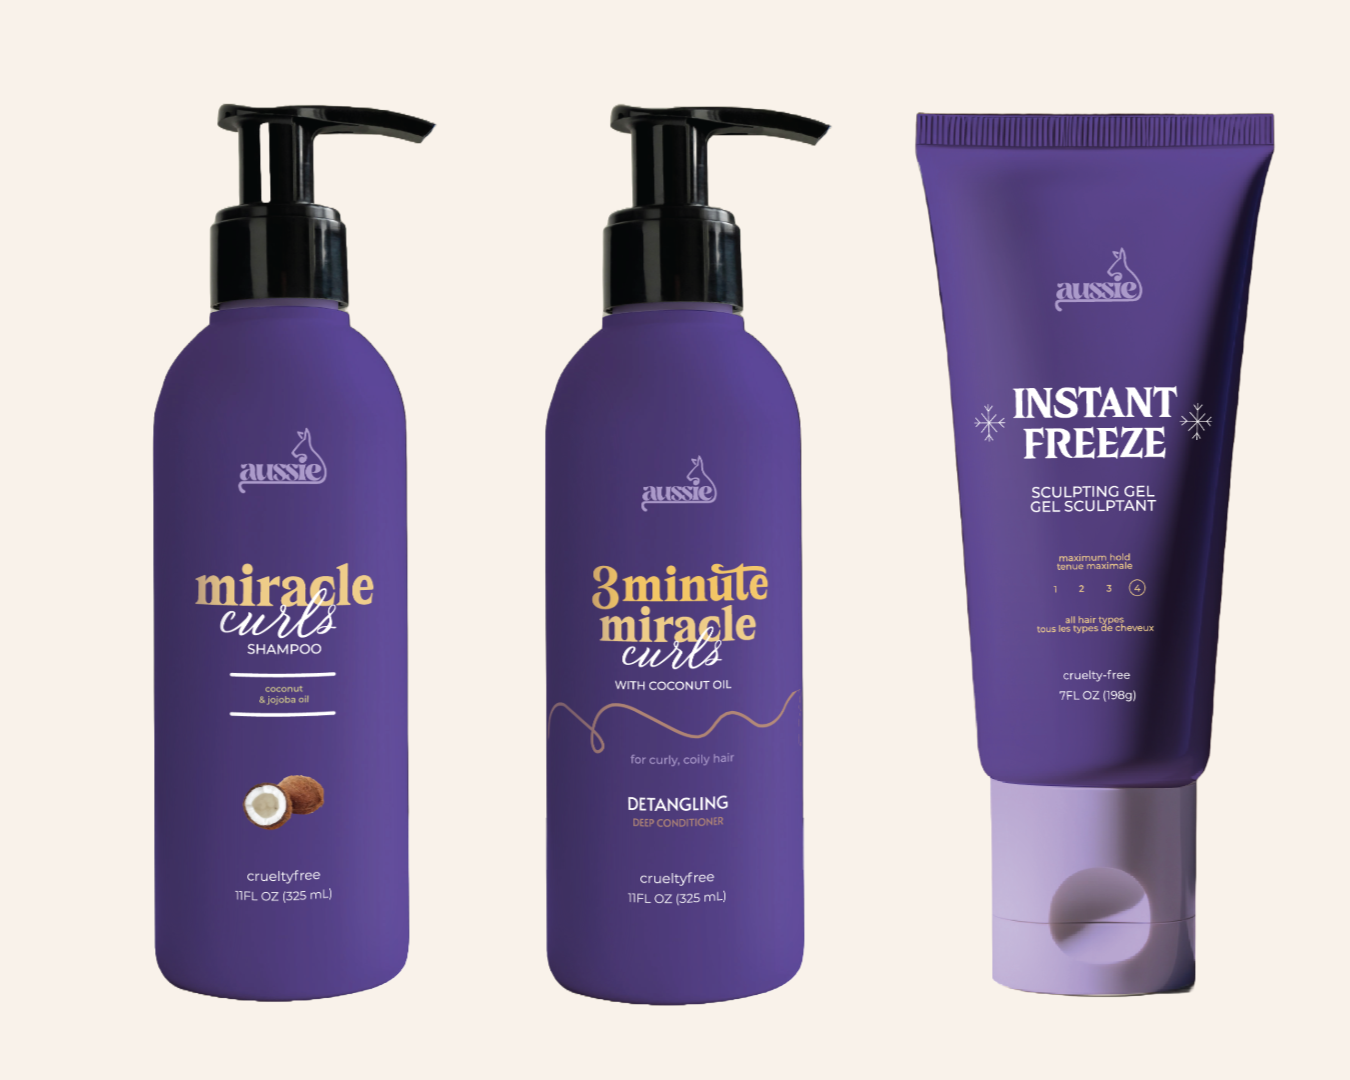 aussie
miracle
curls
SHAMPOO
coconut
& jojoba oil
crueltyfree
11FL OZ (325 mL)
aussie
3minute
miracle
curls
WITH COCONUT OIL
for curly, coily hair
DETANGLING
DEEP CONDITIONER
crueltyfree
11FL OZ (325 mL)
aussie
INSTANT
FREEZE
SCULPTING GEL
GEL SCULPTANT
maximum hold
tenue maximale
1 2 3 4
all hair types
tous les types de cheveux
cruelty-free
7FL OZ (198g)